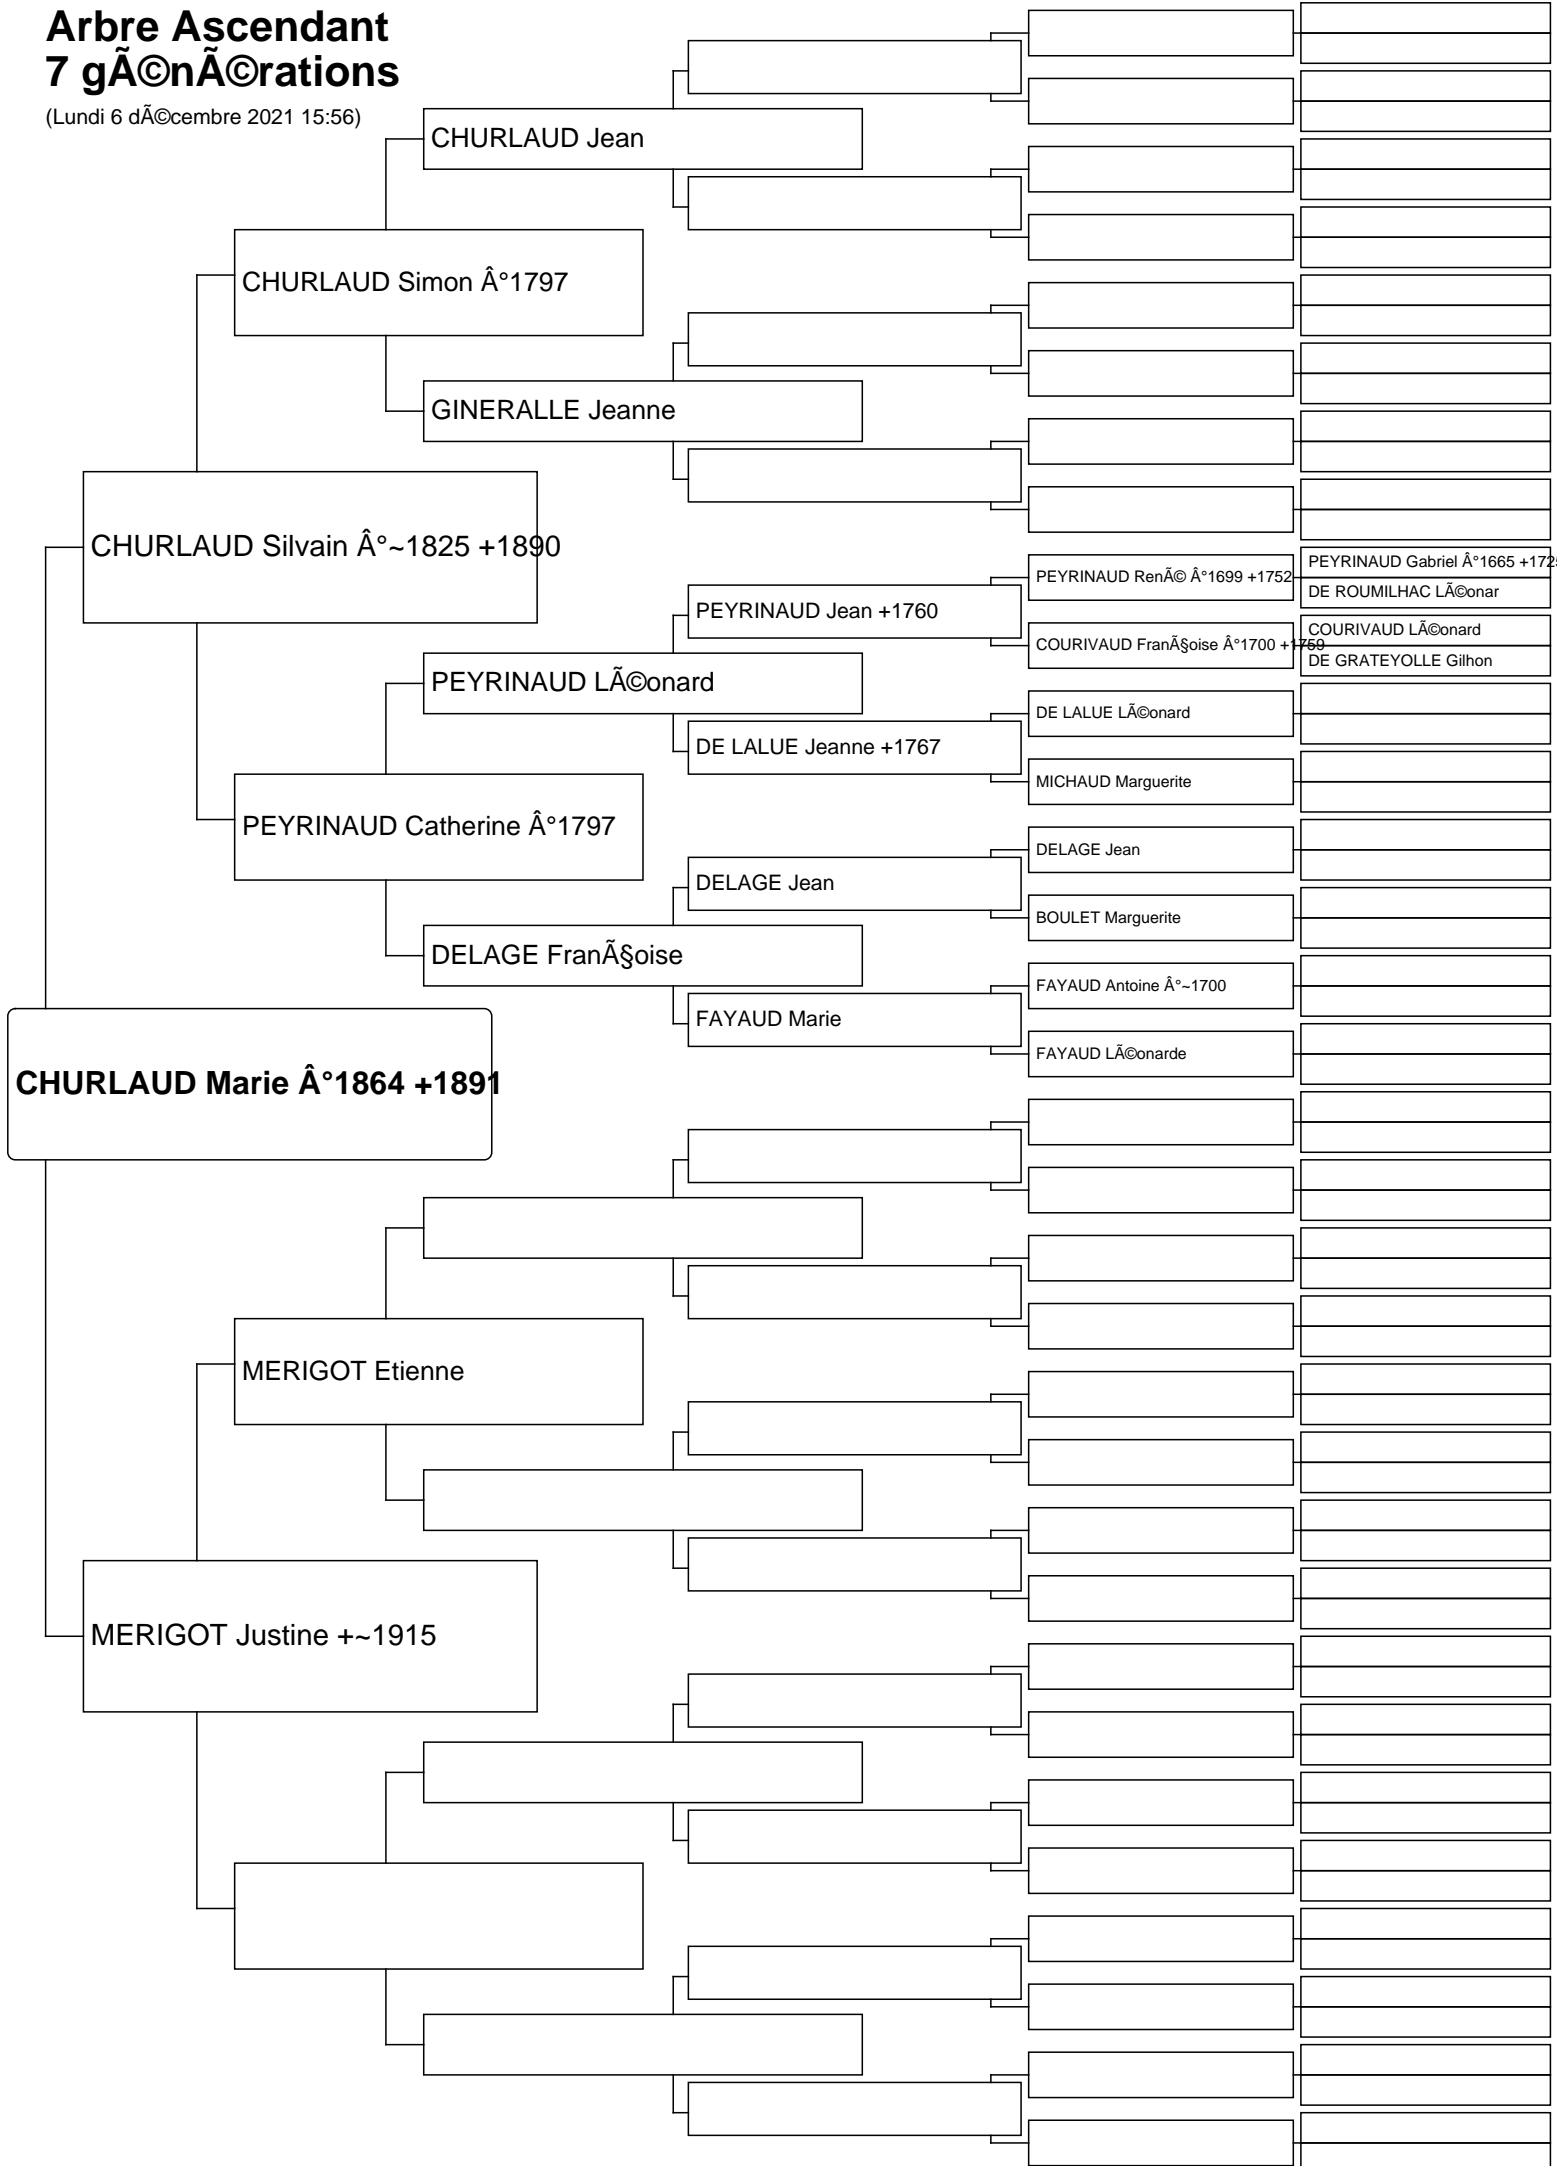 Arbre Ascendant
7 gÃ©nÃ©rations
(Lundi 6 dÃ©cembre 2021 15:56)
CHURLAUD Jean
CHURLAUD Simon Â°1797
GINERALLE Jeanne
CHURLAUD Silvain Â°~1825 +1890
PEYRINAUD Gabriel Â°1665 +1725
PEYRINAUD RenÃ© Â°1699 +1752
DE ROUMILHAC LÃ©onar
PEYRINAUD Jean +1760
COURIVAUD LÃ©onard
COURIVAUD FranÃ§oise Â°1700 +1759
DE GRATEYOLLE Gilhon
PEYRINAUD LÃ©onard
DE LALUE LÃ©onard
DE LALUE Jeanne +1767
MICHAUD Marguerite
PEYRINAUD Catherine Â°1797
DELAGE Jean
DELAGE Jean
BOULET Marguerite
DELAGE FranÃ§oise
FAYAUD Antoine Â°~1700
FAYAUD Marie
FAYAUD LÃ©onarde
CHURLAUD Marie Â°1864 +1891
MERIGOT Etienne
MERIGOT Justine +~1915